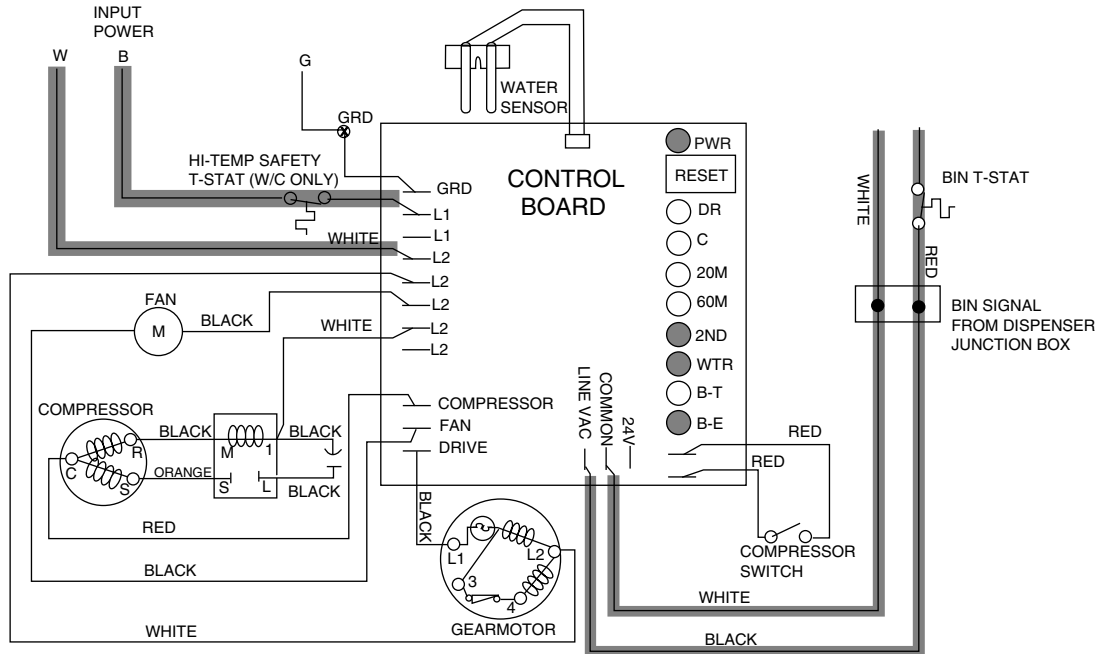 INPUT
POWER
W
B
G
GRD
WATER
SENSOR
HI-TEMP SAFETY
T-STAT (W/C ONLY)
CONTROL
BOARD
GRD
L1
L1
WHITE
L2
L2
L2
WHITE
L2
L2
FAN
M
BLACK
PWR
RESET
DR
C
20M
60M
2ND
WTR
B-T
B-E
WHITE
BIN T-STAT
RED
BIN SIGNAL
FROM DISPENSER
JUNCTION BOX
COMPRESSOR
C
R
S
BLACK
M
1
BLACK
ORANGE
S
L
BLACK
COMPRESSOR
FAN
DRIVE
LINE VAC
COMMON
24V
RED
RED
COMPRESSOR
SWITCH
RED
BLACK
BLACK
L1
L2
3
4
GEARMOTOR
WHITE
WHITE
BLACK